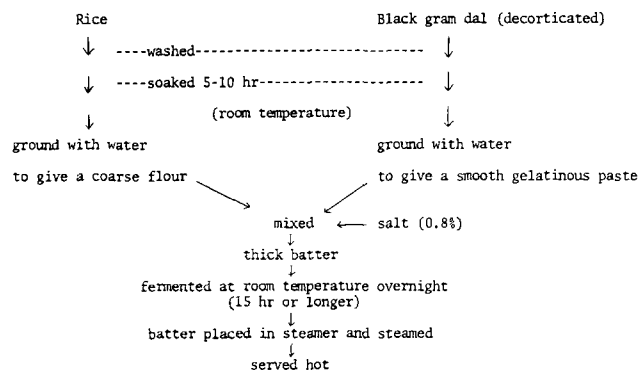 Rice Black gram dal (decorticated)
----washed----
----soaked 5-10 hr----
(room temperature)
ground with water ground with water
to give a coarse flour to give a smooth gelatinous paste
mixed salt (0.8%)
thick batter
fermented at room temperature overnight
(15 hr or longer)
batter placed in steamer and steamed
served hot